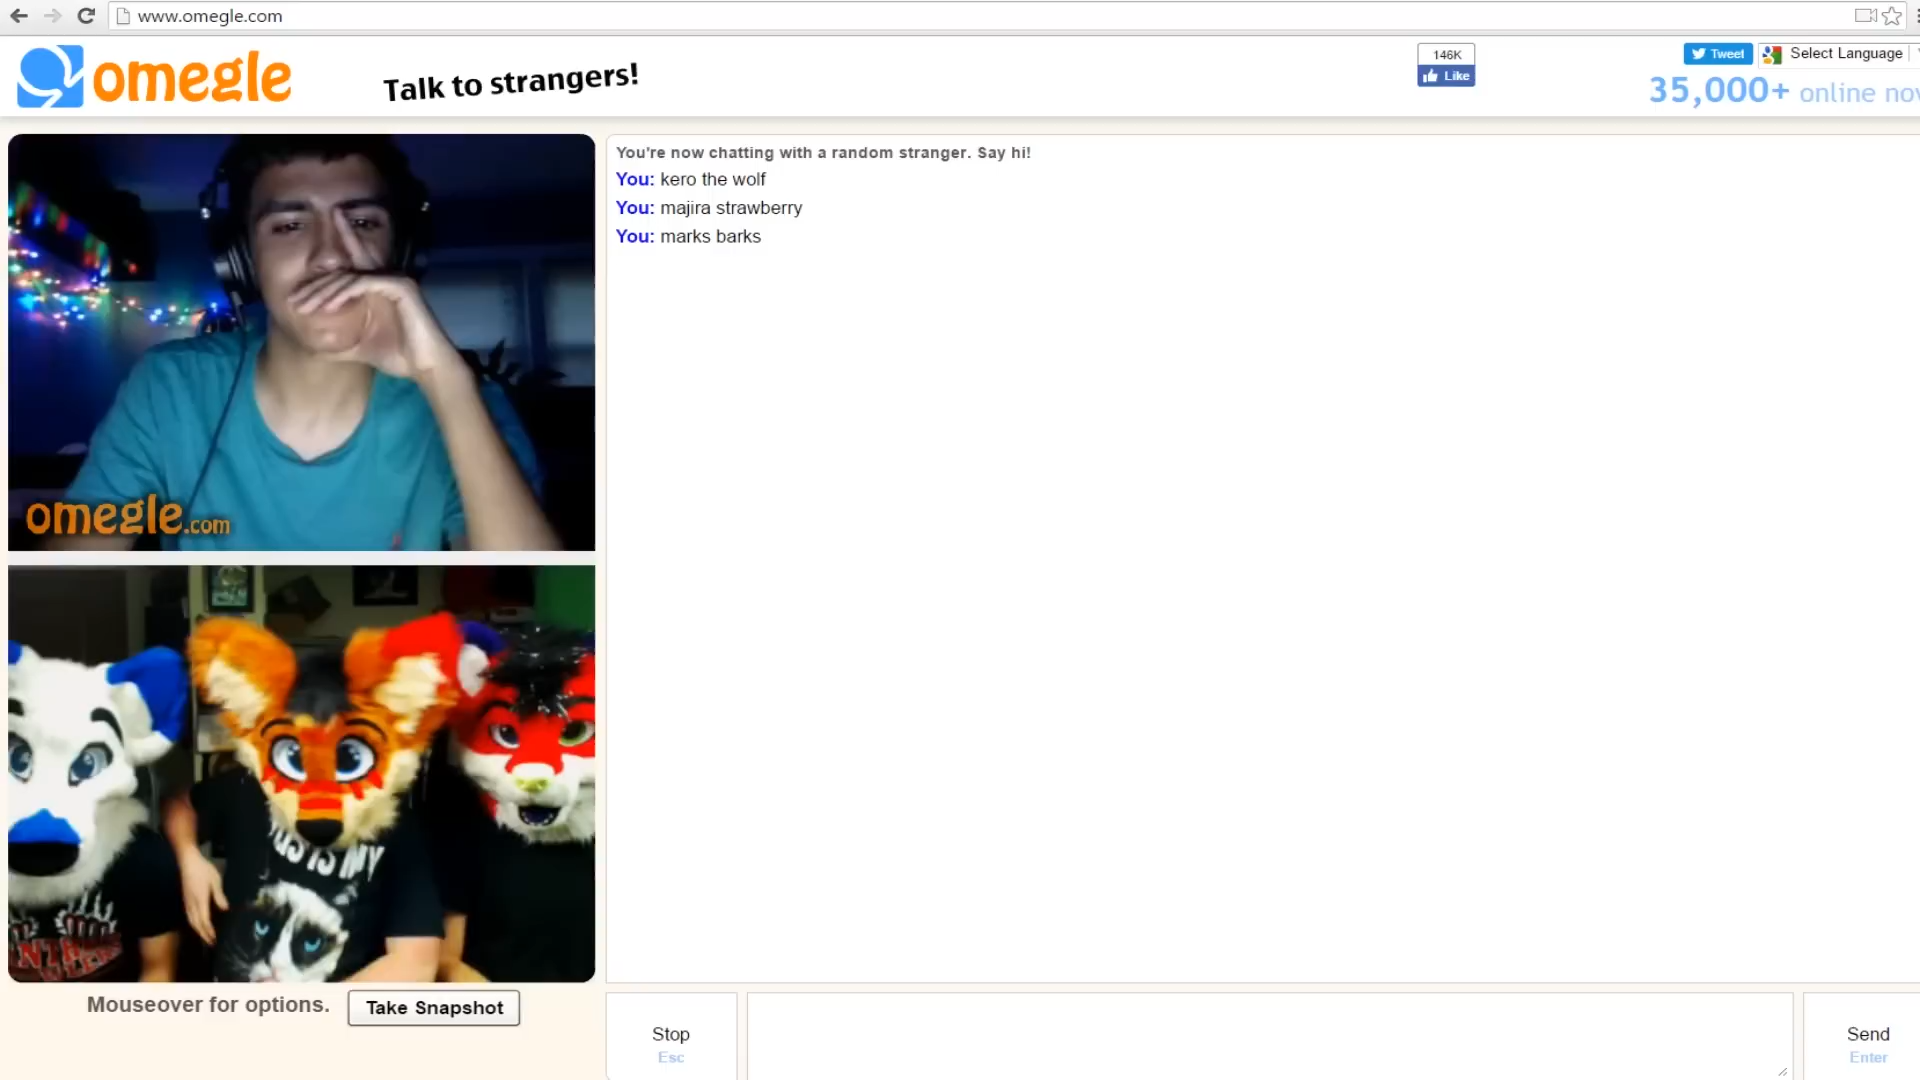 www.omegle.com
omegle
Talk to strangers!
146K
Like
Tweet
Select Language
35,000+ online
You're now chatting with a random stranger. Say hi!
You: kero the wolf
You: majira strawberry
You: marks barks
omegle.com
IS MY
Mouseover for options.
Take Snapshot
Stop
Esc
Send
Enter